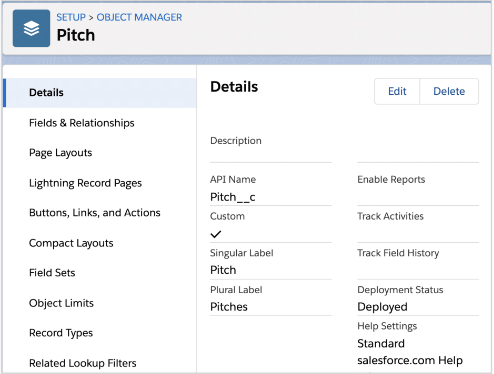 SETUP > OBJECT MANAGER
Pitch
Details
Fields & Relationships
Page Layouts
Lightning Record Pages
Buttons, Links, and Actions
Compact Layouts
Field Sets
Object Limits
Record Types
Related Lookup Filters
Details
Edit
Delete
Description
API Name
Pitch__c
Custom
Singular Label
Pitch
Plural Label
Pitches
Enable Reports
Track Activities
Track Field History
Deployment Status
Deployed
Help Settings
Standard
salesforce.com Help